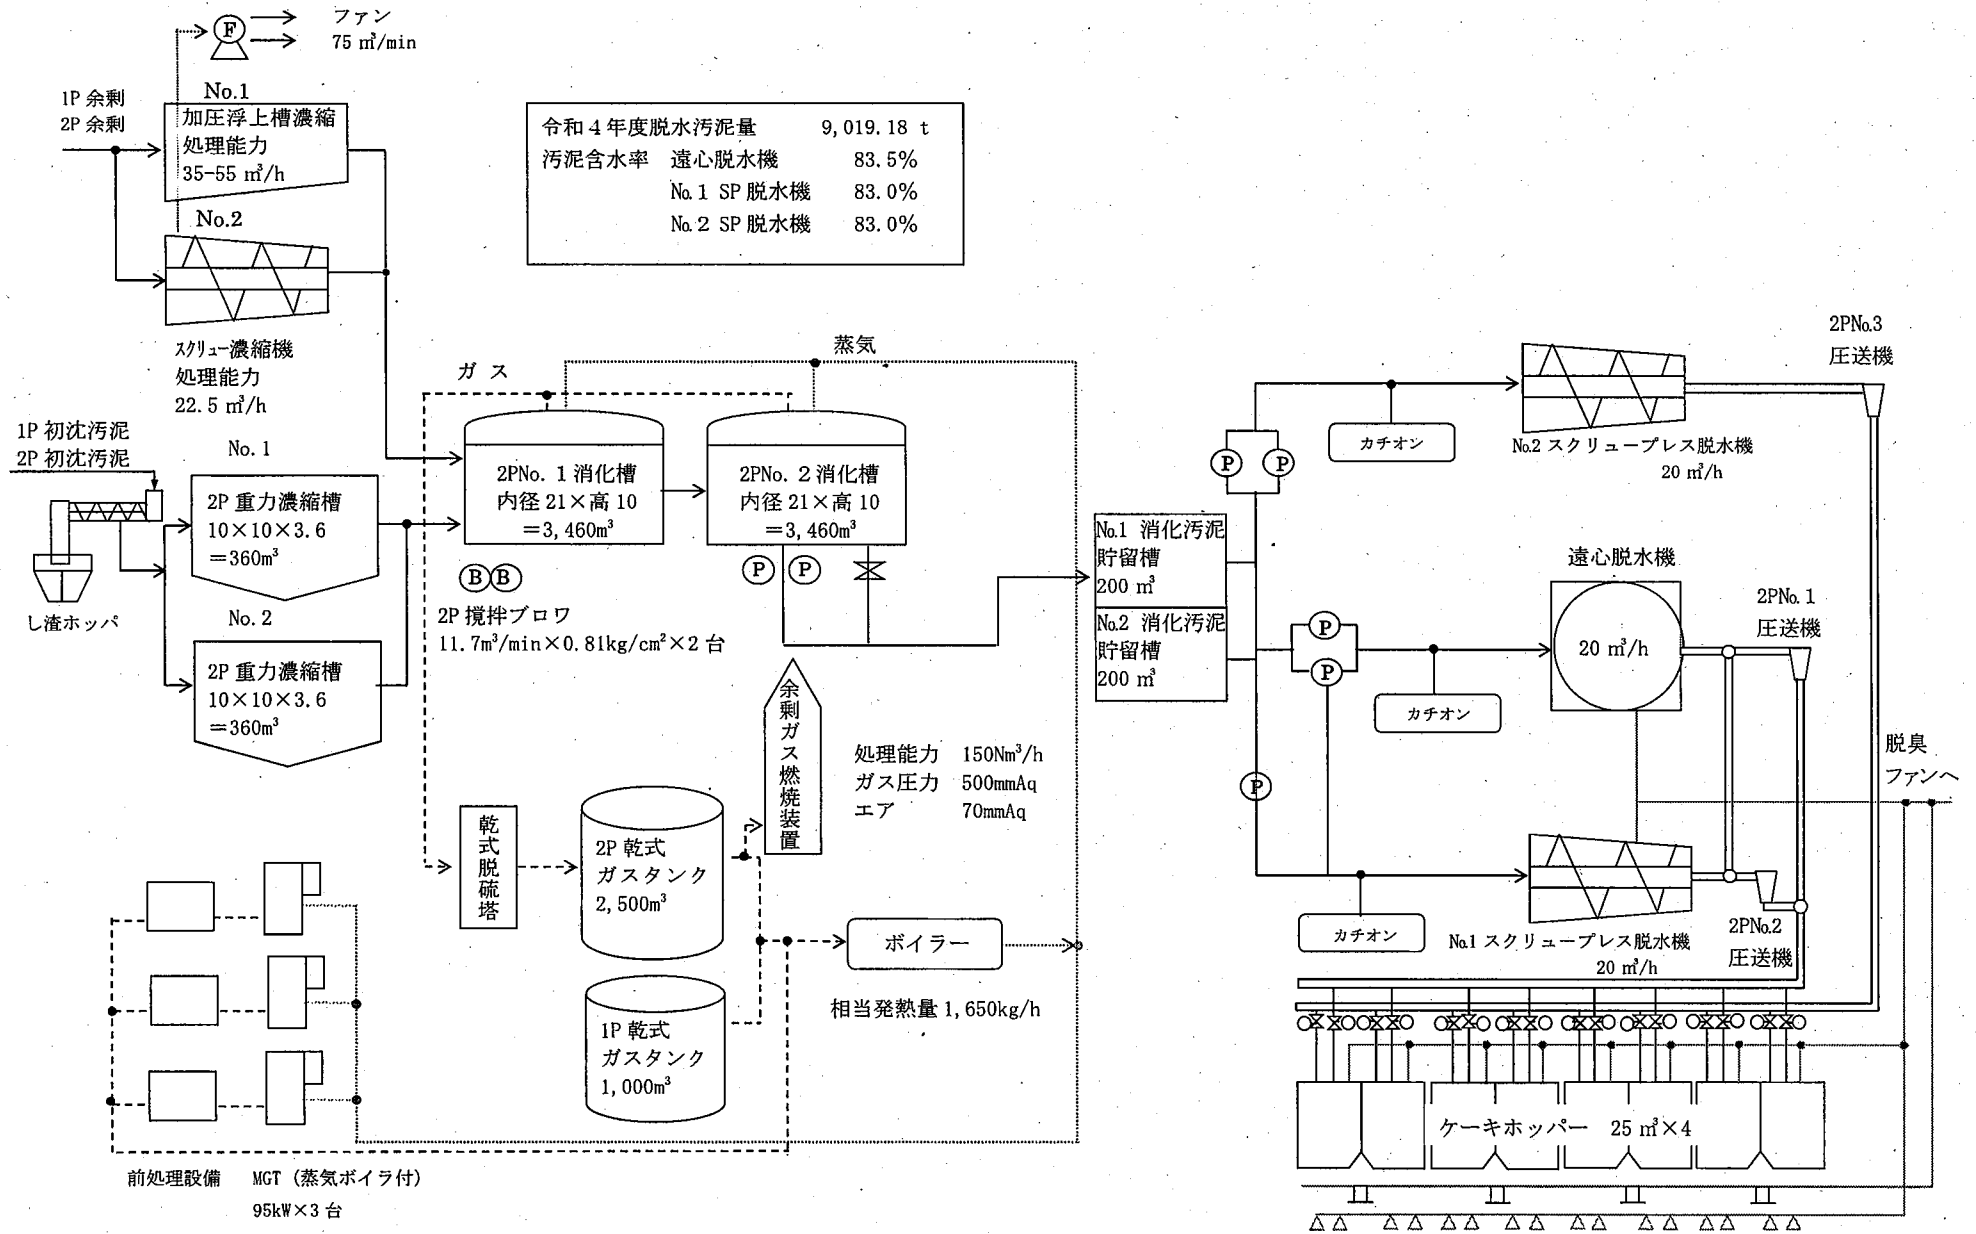 ファン
75 ㎥/min
F
No.1
1P 余剰
2P 余剰
加圧浮上槽濃縮
処理能力
35-55 ㎥/h
No.2
スクリュー濃縮機
処理能力
22.5 ㎥/h
令和4年度脱水汚泥量 9,019.18 t
汚泥含水率 遠心脱水機 83.5%
№1 SP 脱水機 83.0%
№2 SP 脱水機 83.0%
1P 初沈汚泥
2P 初沈汚泥
し渣ホッパ
No. 1
2P 重力濃縮槽
10×10×3.6
＝360m³
No. 2
2P 重力濃縮槽
10×10×3.6
＝360m³
ガス
蒸気
2PNo. 1 消化槽
内径 21×高 10
＝3,460m³
2PNo. 2 消化槽
内径 21×高 10
＝3,460m³
B B
P P
2P 撹拌ブロワ
11.7m³/min×0.81kg/cm²×2 台
余剰ガス燃焼装置
処理能力 150Nm³/h
ガス圧力 500mmAq
エア 70mmAq
乾式脱硫塔
2P 乾式
ガスタンク
2,500m³
1P 乾式
ガスタンク
1,000m³
ボイラー
相当発熱量 1,650kg/h
前処理設備 MGT（蒸気ボイラ付）
95kW×3 台
№1 消化汚泥
貯留槽
200 ㎥
№2 消化汚泥
貯留槽
200 ㎥
P P
カチオン
№2 スクリュープレス脱水機
20 ㎥/h
2P№3
圧送機
P
P
カチオン
遠心脱水機
20 ㎥/h
2PNo. 1
圧送機
P
カチオン
№1 スクリュープレス脱水機
20 ㎥/h
2P№2
圧送機
脱臭
ファンへ
ケーキホッパー 25 ㎥×4